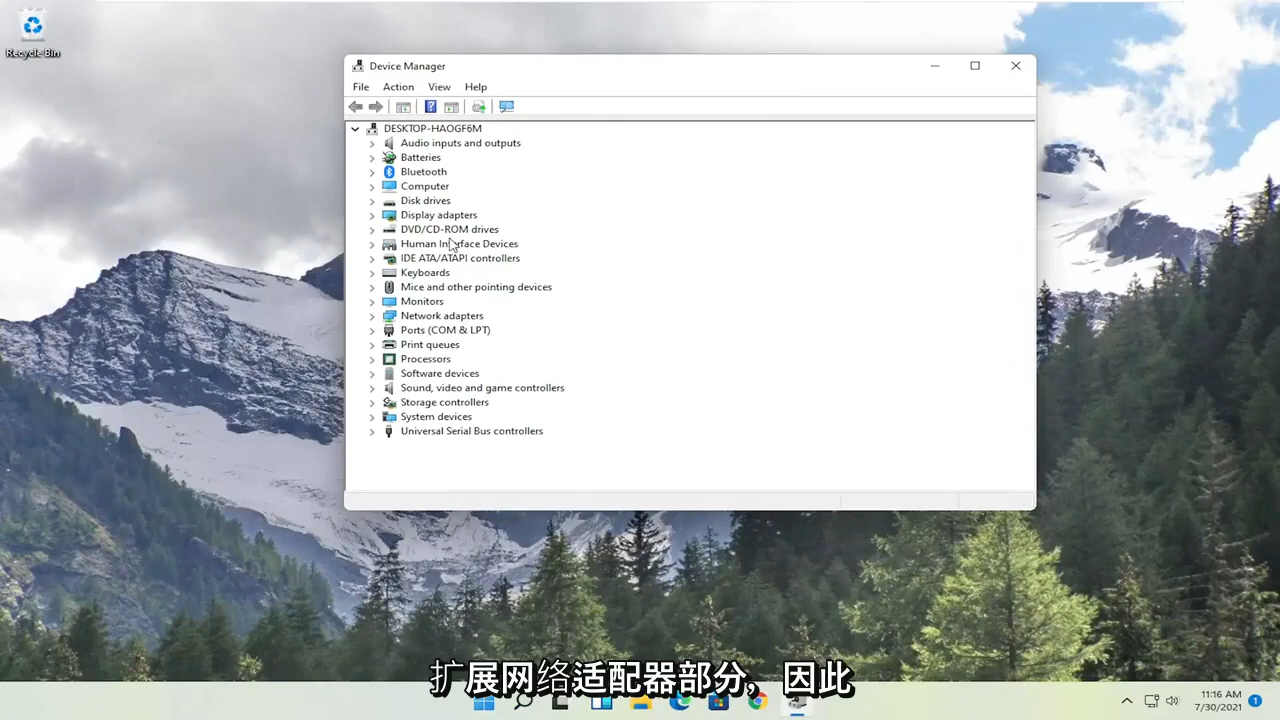 Recycle Bin
Device Manager
File Action View Help
DESKTOP-HAOGF6M
Audio inputs and outputs
Batteries
Bluetooth
Computer
Disk drives
Display adapters
DVD/CD-ROM drives
Human Interface Devices
IDE ATA/ATAPI controllers
Keyboards
Mice and other pointing devices
Monitors
Network adapters
Ports (COM & LPT)
Print queues
Processors
Software devices
Sound, video and game controllers
Storage controllers
System devices
Universal Serial Bus controllers
扩展网络适配器部分，因此
11:16 AM
7/30/2021
1